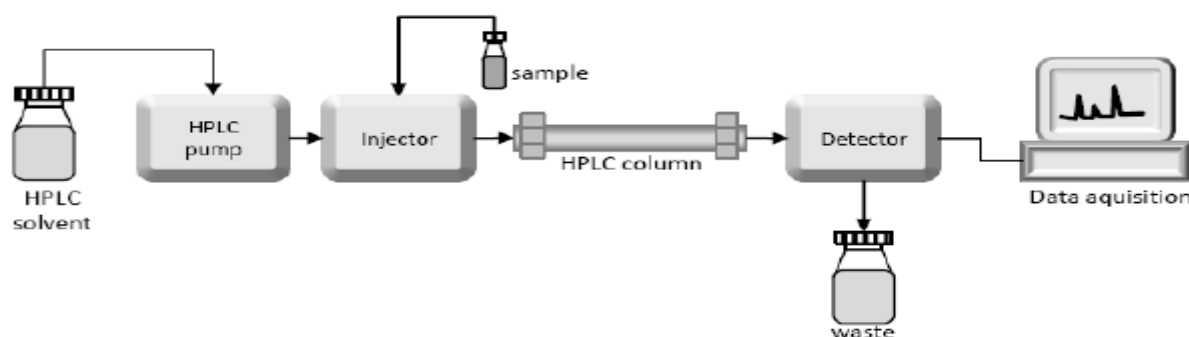 HPLC
solvent
HPLC
pump
Injector
sample
HPLC column
Detector
waste
Data aquisition